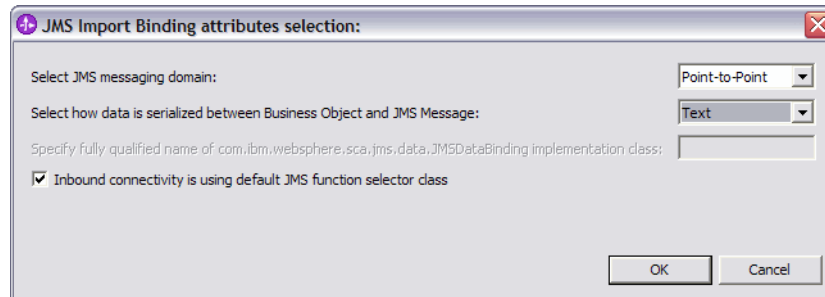 JMS Import Binding attributes selection:
Select JMS messaging domain: Point-to-Point
Select how data is serialized between Business Object and JMS Message: Text
Specify fully qualified name of com.ibm.websphere.sca.jms.data.JMSDataBinding implementation class:
Inbound connectivity is using default JMS function selector class
OK Cancel